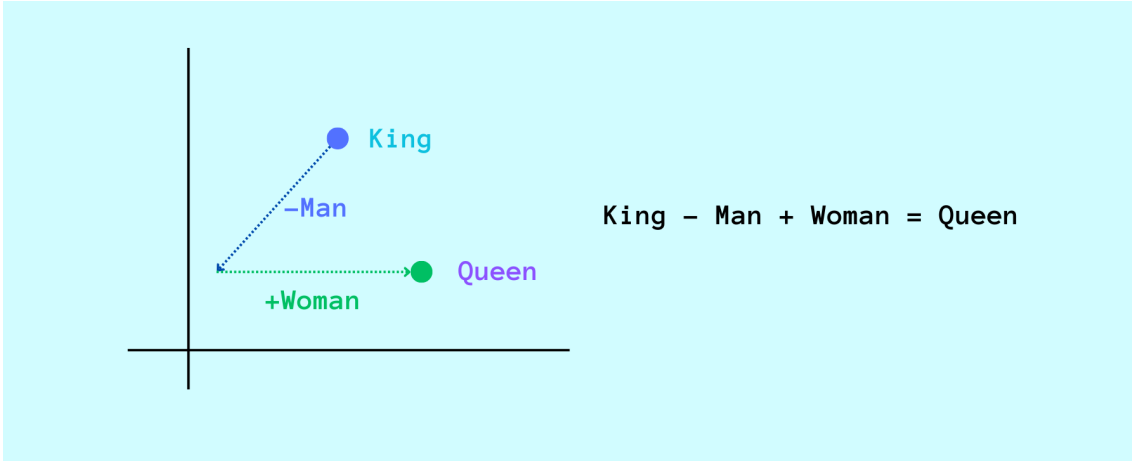 King
–Man
King – Man + Woman = Queen
Queen
+Woman